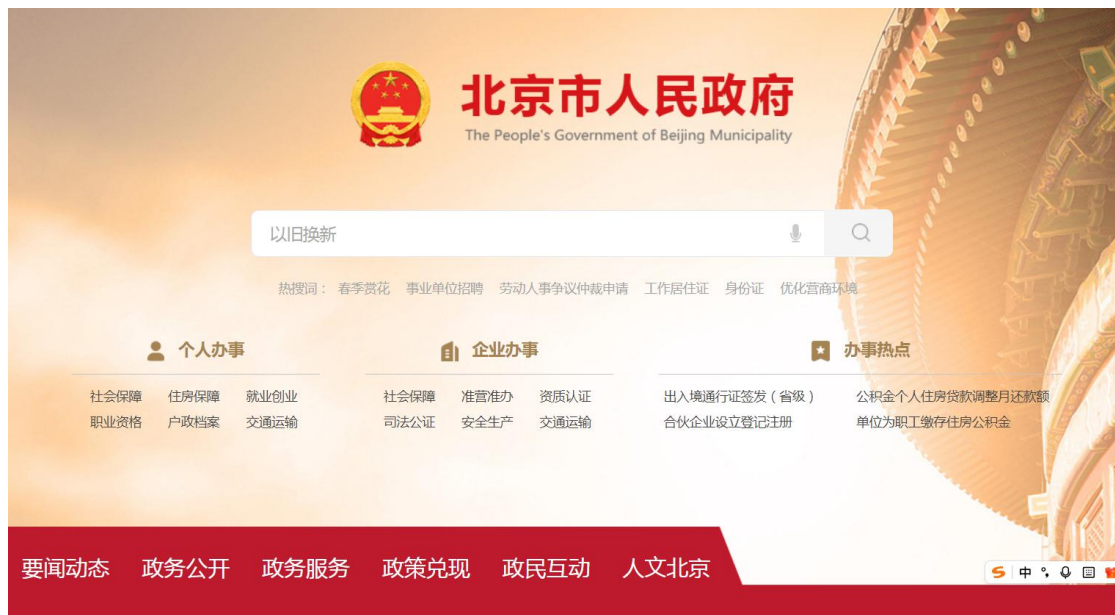 北京市人民政府
The People's Government of Beijing Municipality
以旧换新
热搜词： 春季赏花 事业单位招聘 劳动人事争议仲裁申请 工作居住证 身份证 优化营商环境
个人办事 企业办事 办事热点
社会保障 住房保障 就业创业 社会保障 准营准办 资质认证 出入境通行证签发（省级） 公积金个人住房贷款调整月还款额
职业资格 户政档案 交通运输 司法公证 安全生产 交通运输 合伙企业设立登记注册 单位为职工缴存住房公积金
要闻动态 政务公开 政务服务 政策兑现 政民互动 人文北京
S 中 °,